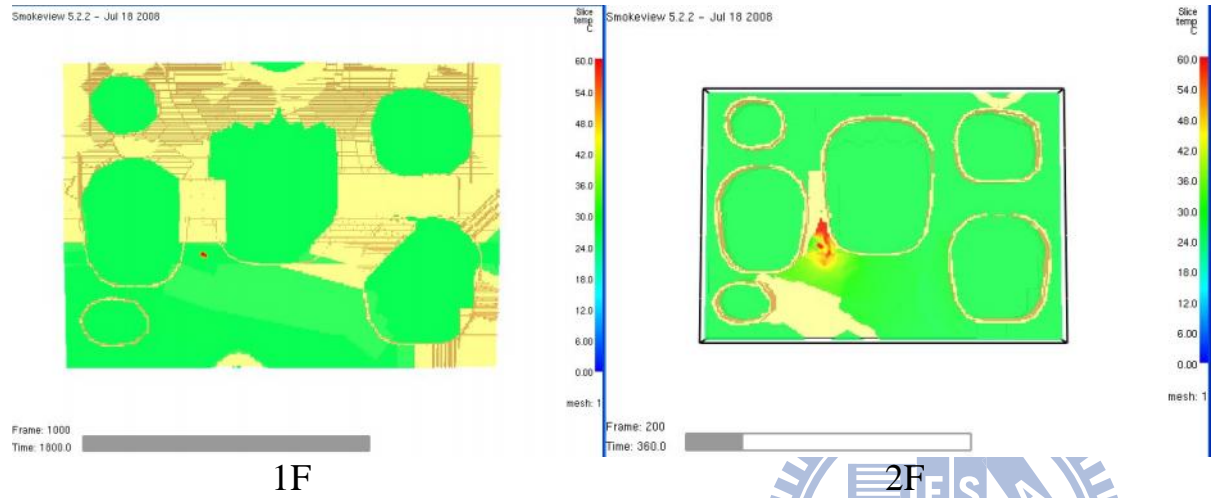 Smokeview 5.2.2 - Jul 18 2008
Slice
temp
C
60.0
54.0
48.0
42.0
36.0
30.0
24.0
18.0
12.0
6.00
0.00
mesh: 1
Frame: 1000
Time: 1800.0
1F
Smokeview 5.2.2 - Jul 18 2008
Slice
temp
C
60.0
54.0
48.0
42.0
36.0
30.0
24.0
18.0
12.0
6.00
0.00
mesh: 1
Frame: 200
Time: 360.0
2F
E S